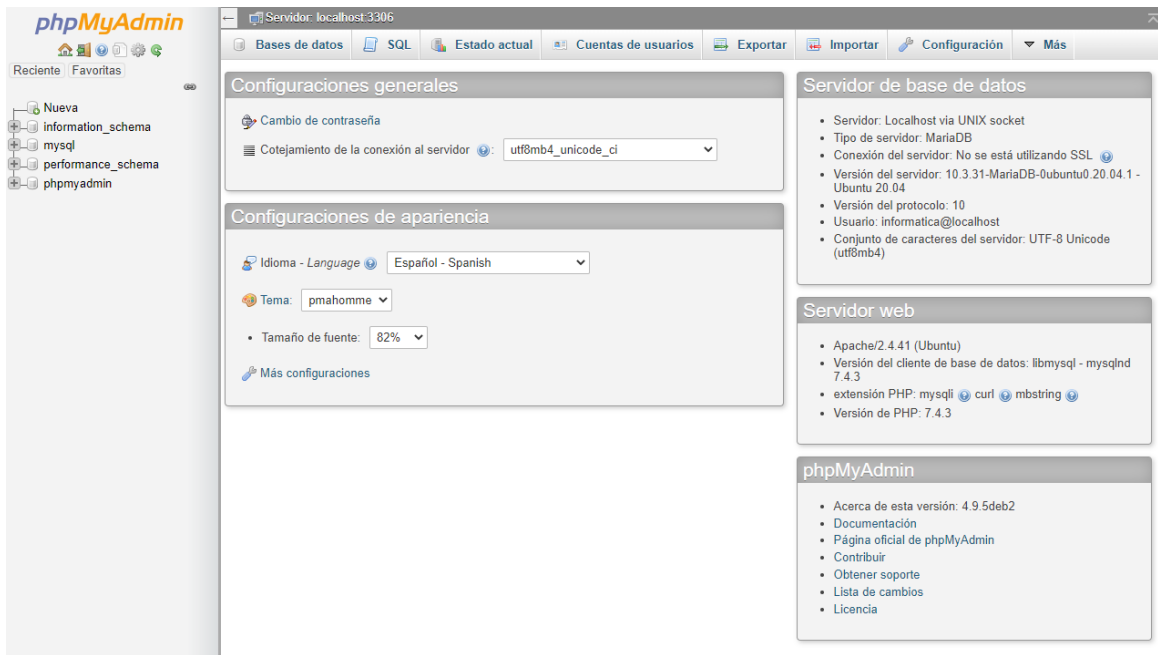 phpMyAdmin
Reciente Favoritas
Nueva
information_schema
mysql
performance_schema
phpmyadmin
Servidor: localhost:3306
Bases de datos SQL Estado actual Cuentas de usuarios Exportar Importar Configuración Más
Configuraciones generales
Cambio de contraseña
Cotejamiento de la conexión al servidor : utf8mb4_unicode_ci
Configuraciones de apariencia
Idioma - Language Español - Spanish
Tema: pmahomme
Tamaño de fuente: 82%
Más configuraciones
Servidor de base de datos
Servidor: Localhost via UNIX socket
Tipo de servidor: MariaDB
Conexión del servidor: No se está utilizando SSL
Versión del servidor: 10.3.31-MariaDB-0ubuntu0.20.04.1 -
Ubuntu 20.04
Versión del protocolo: 10
Usuario: informatica@localhost
Conjunto de caracteres del servidor: UTF-8 Unicode
(utf8mb4)
Servidor web
Apache/2.4.41 (Ubuntu)
Versión del cliente de base de datos: libmysql - mysqlnd
7.4.3
extensión PHP: mysqli curl mbstring
Versión de PHP: 7.4.3
phpMyAdmin
Acerca de esta versión: 4.9.5deb2
Documentación
Página oficial de phpMyAdmin
Contribuir
Obtener soporte
Lista de cambios
Licencia